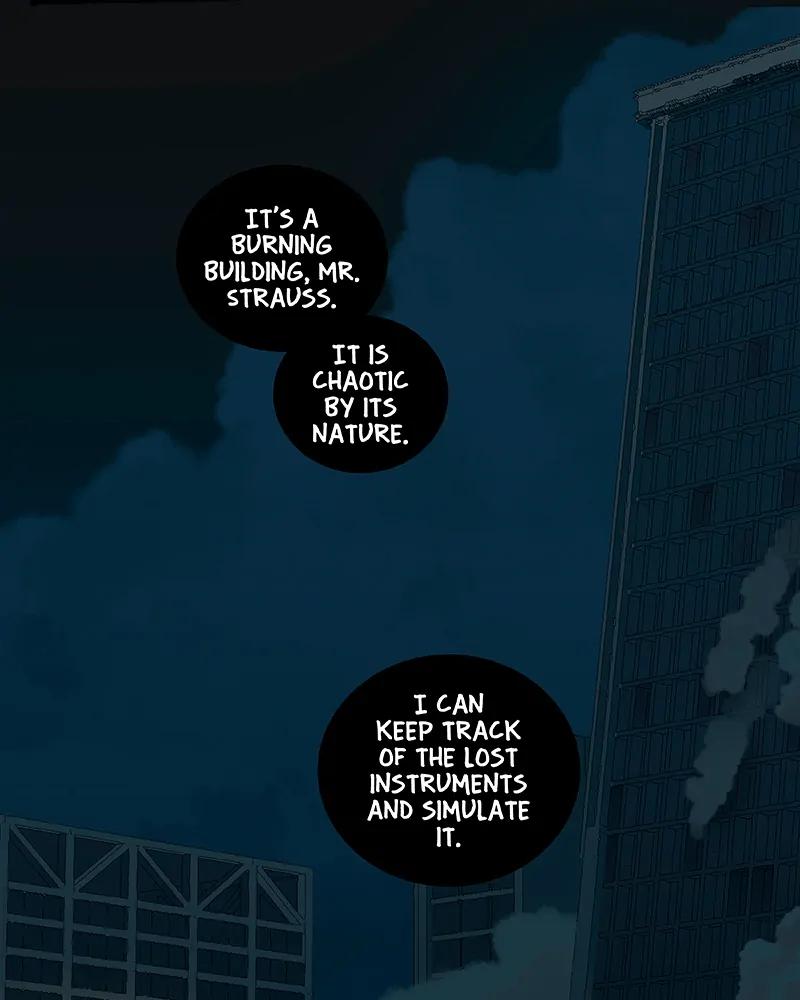 IT'S A
BURNING
BUILDING, MR.
STRAUSS.
IT IS
CHAOTIC
BY ITS
NATURE.
I CAN
KEEP TRACK
OF THE LOST
INSTRUMENTS
AND SIMULATE
IT.